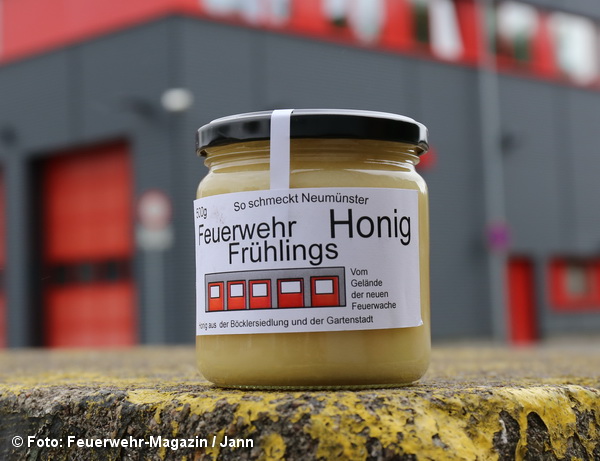 So schmeckt Neumünster
500g
Feuerwehr Honig
Frühlings
Vom
Gelände
der neuen
Feuerwache
Honig aus der Böcklersiedlung und der Gartenstadt
© Foto: Feuerwehr-Magazin / Jann